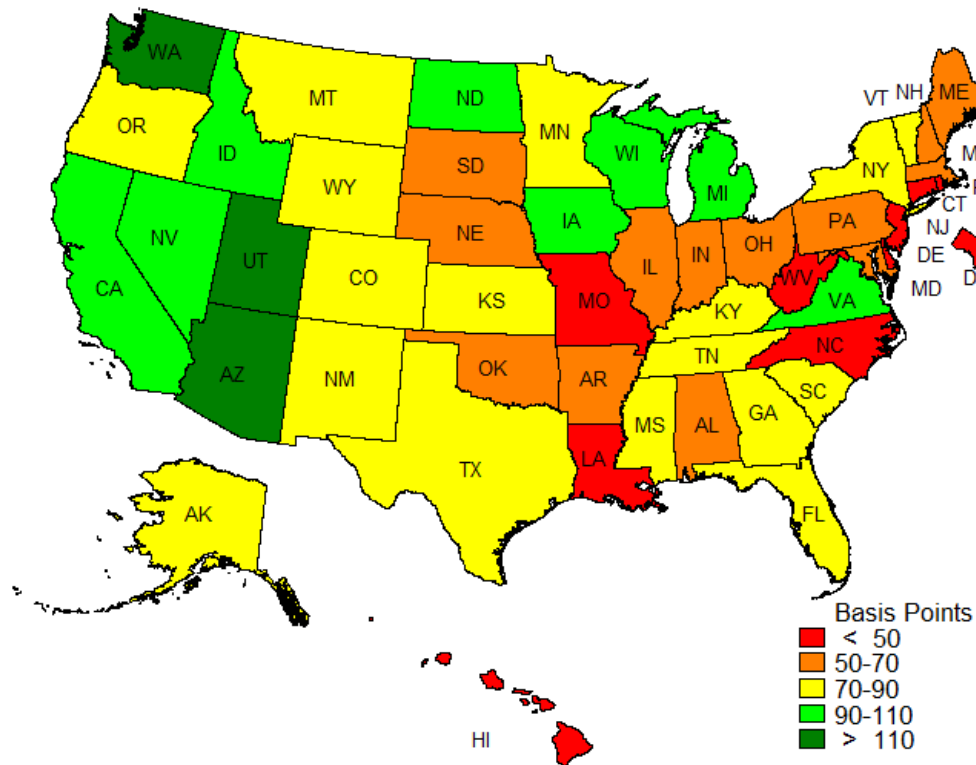 WA
MT
ND
MN
VT
NH
ME
OR
ID
SD
WI
NY
WY
MI
CT
NV
UT
NE
IA
PA
NJ
CA
CO
IL
IN
OH
DE
KS
MO
WV
VA
MD
KY
AZ
NM
OK
AR
TN
NC
MS
AL
GA
SC
TX
LA
AK
FL
HI
Basis Points
< 50
50-70
70-90
90-110
> 110